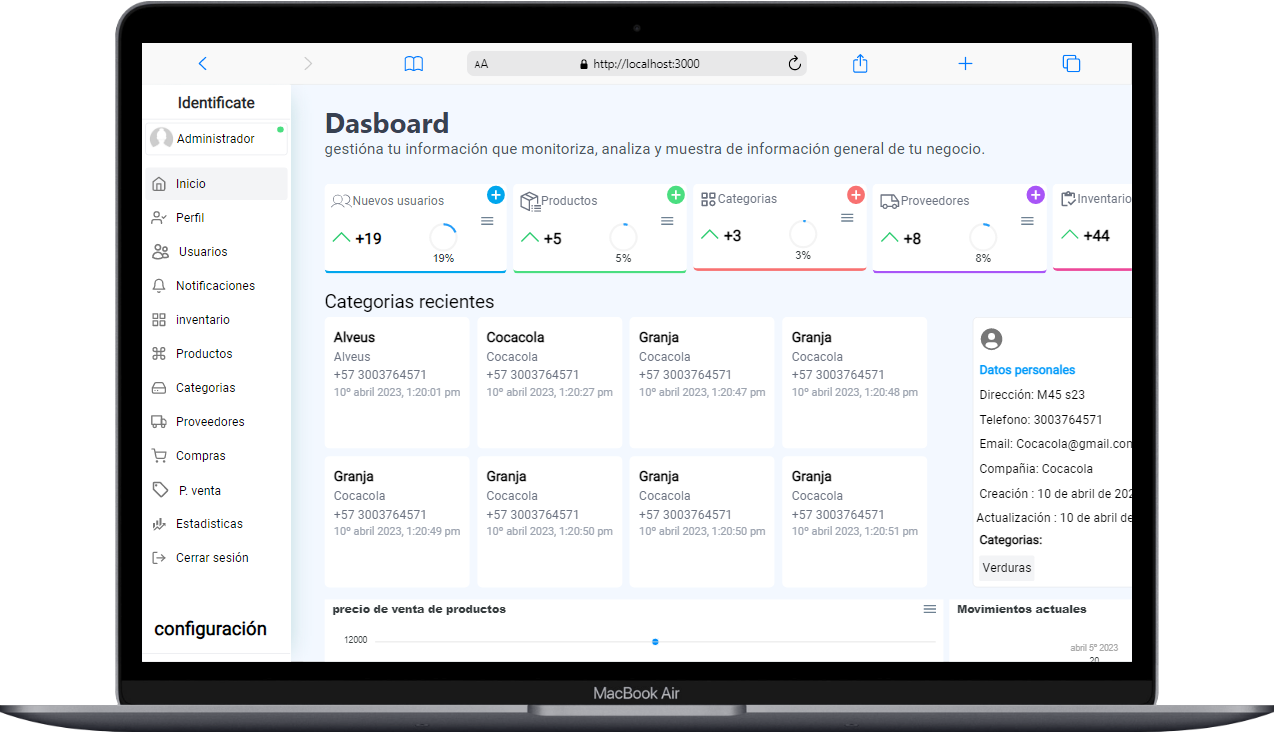 AA http://localhost:3000
Identificate
Administrador
Inicio
Perfil
Usuarios
Notificaciones
inventario
Productos
Categorias
Proveedores
Compras
P. venta
Estadisticas
Cerrar sesión
configuración
Dasboard
gestióna tu información que monitoriza, analiza y muestra de información general de tu negocio.
Nuevos usuarios
+19
19%
Productos
+5
5%
Categorias
+3
3%
Proveedores
+8
8%
Inventario
+44
Categorias recientes
Alveus
Alveus
+57 3003764571
10º abril 2023, 1:20:01 pm
Cocacola
Cocacola
+57 3003764571
10º abril 2023, 1:20:27 pm
Granja
Cocacola
+57 3003764571
10º abril 2023, 1:20:47 pm
Granja
Cocacola
+57 3003764571
10º abril 2023, 1:20:48 pm
Granja
Cocacola
+57 3003764571
10º abril 2023, 1:20:49 pm
Granja
Cocacola
+57 3003764571
10º abril 2023, 1:20:50 pm
Granja
Cocacola
+57 3003764571
10º abril 2023, 1:20:50 pm
Granja
Cocacola
+57 3003764571
10º abril 2023, 1:20:51 pm
Datos personales
Dirección: M45 s23
Telefono: 3003764571
Email: Cocacola@gmail.con
Compañia: Cocacola
Creación : 10 de abril de 202
Actualización : 10 de abril de
Categorias:
Verduras
precio de venta de productos
12000
Movimientos actuales
abril 5º 2023
20
MacBook Air